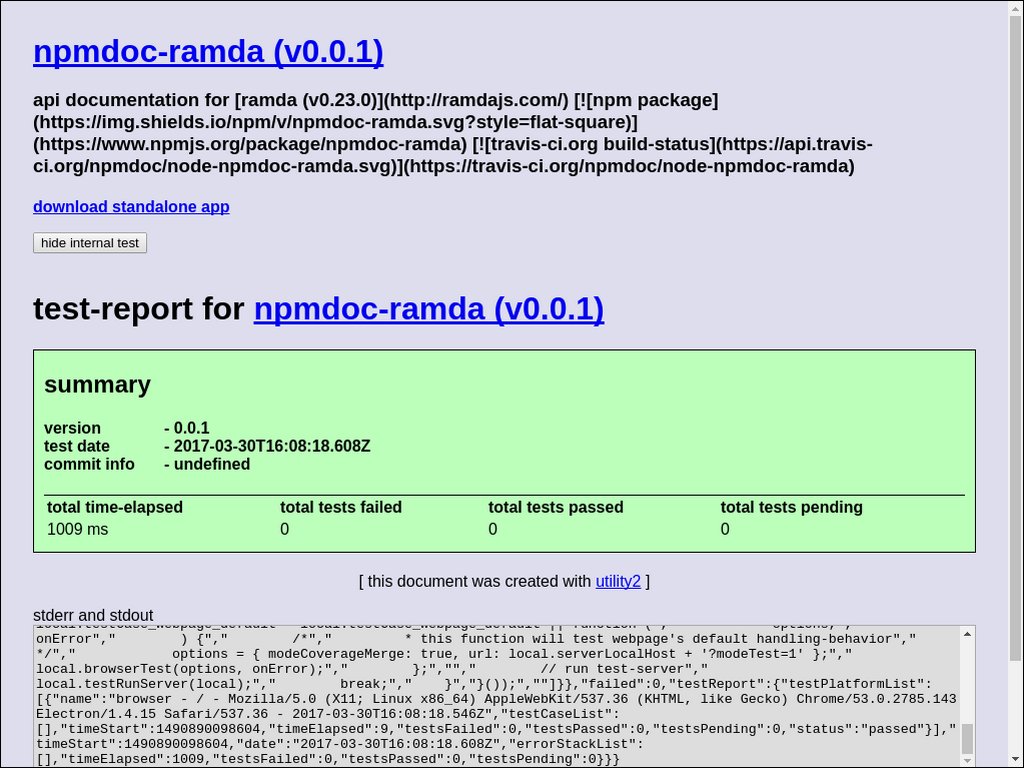 npmdoc-ramda (v0.0.1)
api documentation for [ramda (v0.23.0)](http://ramdajs.com/) [![npm package]
(https://img.shields.io/npm/v/npmdoc-ramda.svg?style=flat-square)]
(https://www.npmjs.org/package/npmdoc-ramda) [![travis-ci.org build-status](https://api.travis-
ci.org/npmdoc/node-npmdoc-ramda.svg)](https://travis-ci.org/npmdoc/node-npmdoc-ramda)
download standalone app
hide internal test
test-report for npmdoc-ramda (v0.0.1)
summary
version - 0.0.1
test date - 2017-03-30T16:08:18.608Z
commit info - undefined
total time-elapsed total tests failed total tests passed total tests pending
1009 ms 0 0 0
[ this document was created with utility2 ]
stderr and stdout
onError","        ) {","        /*","         * this function will test webpage's default handling-behavior","
*/","            options = { modeCoverageMerge: true, url: local.serverLocalHost + '?modeTest=1' };","
local.browserTest(options, onError);","        };","","        // run test-server","
local.testRunServer(local);","        break;","    }","}());",""]}},"failed":0,"testReport":{"testPlatformList":
[{"name":"browser - / - Mozilla/5.0 (X11; Linux x86_64) AppleWebKit/537.36 (KHTML, like Gecko) Chrome/53.0.2785.143
Electron/1.4.15 Safari/537.36 - 2017-03-30T16:08:18.546Z","testCaseList":
[],"timeStart":1490890098604,"timeElapsed":9,"testsFailed":0,"testsPassed":0,"testsPending":0,"status":"passed"}],"
timeStart":1490890098604,"date":"2017-03-30T16:08:18.608Z","errorStackList":
[],"timeElapsed":1009,"testsFailed":0,"testsPassed":0,"testsPending":0}}}